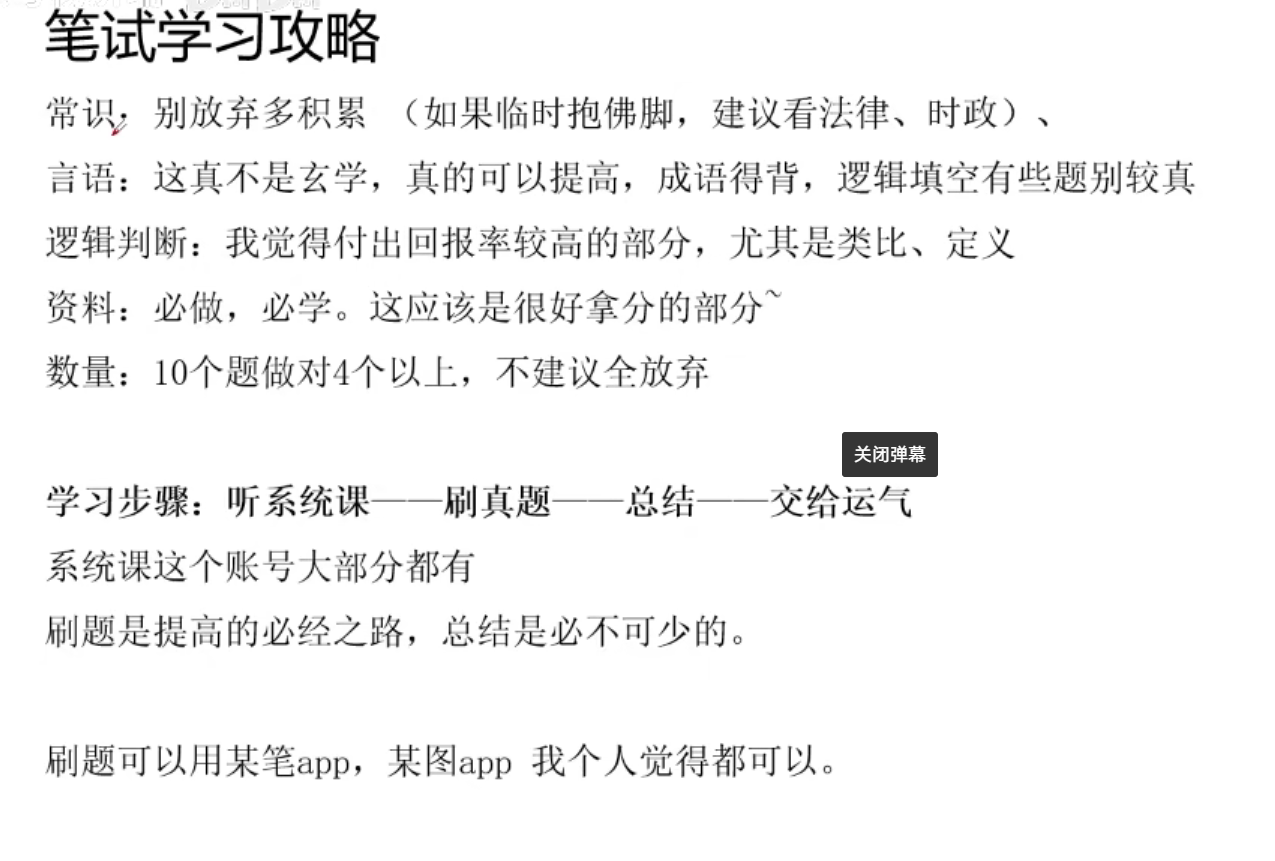 笔试学习攻略
常识：别放弃多积累 （如果临时抱佛脚，建议看法律、时政）、
言语：这真不是玄学，真的可以提高，成语得背，逻辑填空有些题别较真
逻辑判断：我觉得付出回报率较高的部分，尤其是类比、定义
资料：必做，必学。这应该是很好拿分的部分~
数量：10个题做对4个以上，不建议全放弃
关闭弹幕
学习步骤：听系统课——刷真题——总结——交给运气
系统课这个账号大部分都有
刷题是提高的必经之路，总结是必不可少的。
刷题可以用某笔app，某图app 我个人觉得都可以。